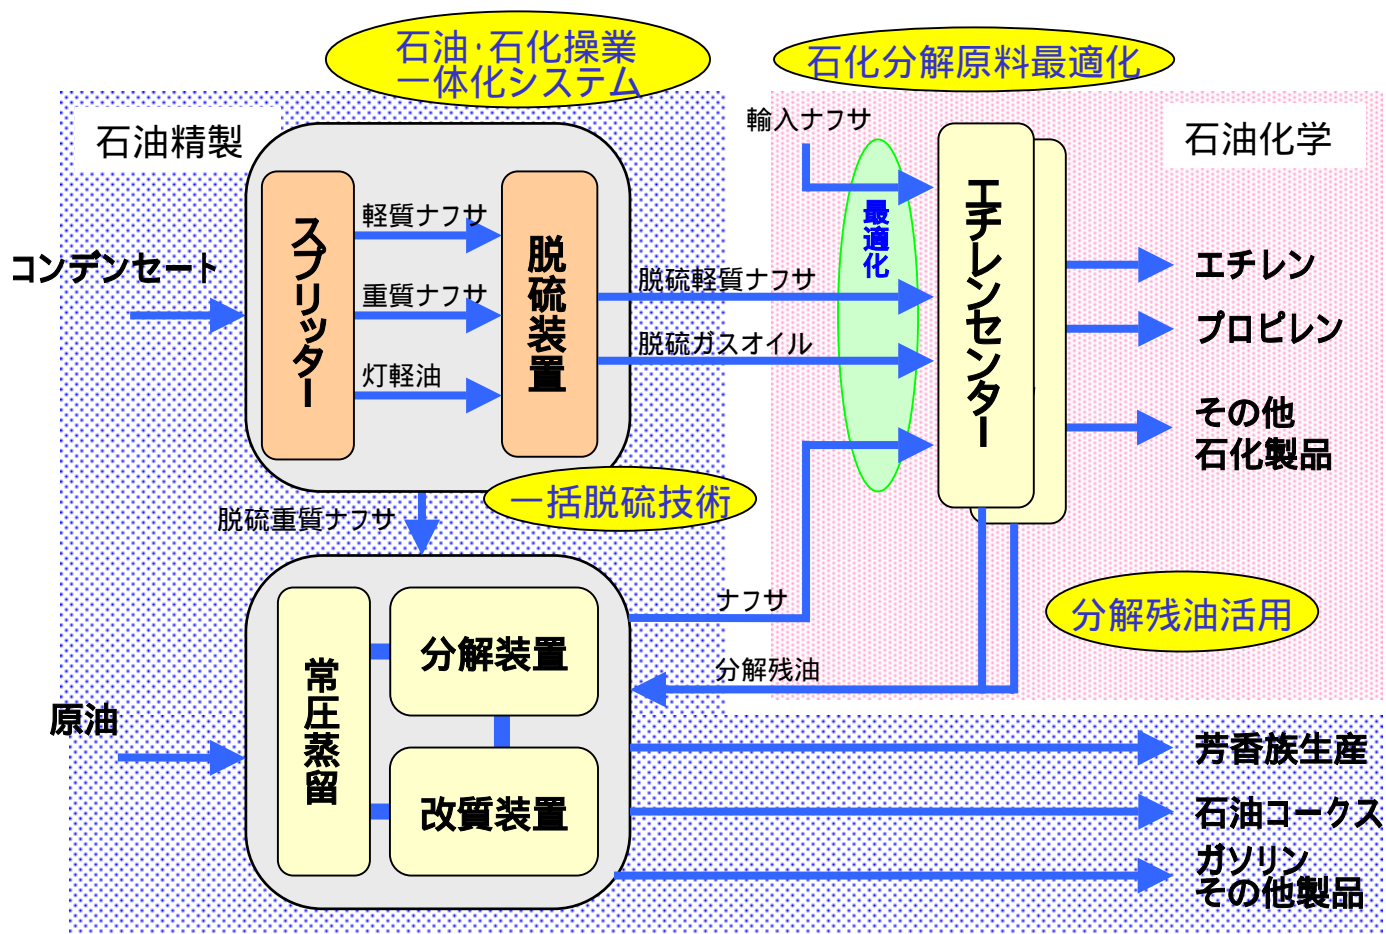 石油・石化操業
一体化システム
石化分解原料最適化
石油精製
輸入ナフサ
石油化学
スプリッター
軽質ナフサ
重質ナフサ
灯軽油
脱硫装置
コンデンセート
脱硫軽質ナフサ
脱硫ガスオイル
最適化
エチレンセンター
エチレン
プロピレン
その他
石化製品
一括脱硫技術
脱硫重質ナフサ
ナフサ
分解残油活用
分解残油
常圧蒸留
分解装置
改質装置
原油
芳香族生産
石油コークス
ガソリン
その他製品